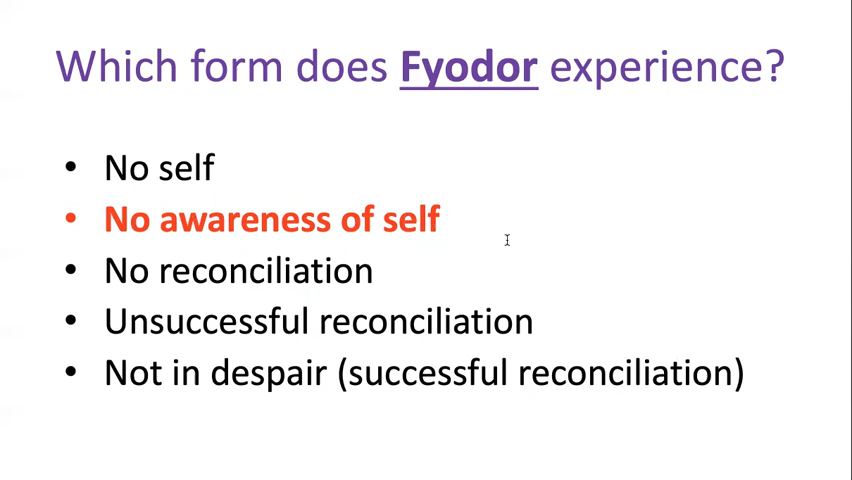 Which form does Fyodor experience?
• No self
• No awareness of self
• No reconciliation
• Unsuccessful reconciliation
• Not in despair (successful reconciliation)